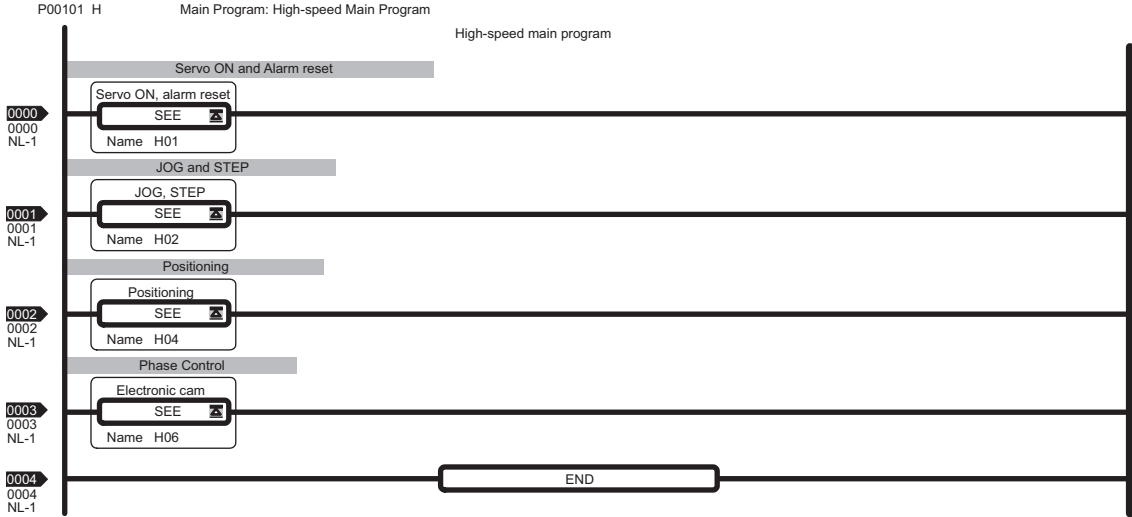 P00101 H Main Program: High-speed Main Program
High-speed main program
Servo ON and Alarm reset
Servo ON, alarm reset
0000 SEE
0000
NL-1 Name H01
JOG and STEP
JOG, STEP
0001 SEE
0001
NL-1 Name H02
Positioning
Positioning
0002 SEE
0002
NL-1 Name H04
Phase Control
Electronic cam
0003 SEE
0003
NL-1 Name H06
0004 END
0004
NL-1